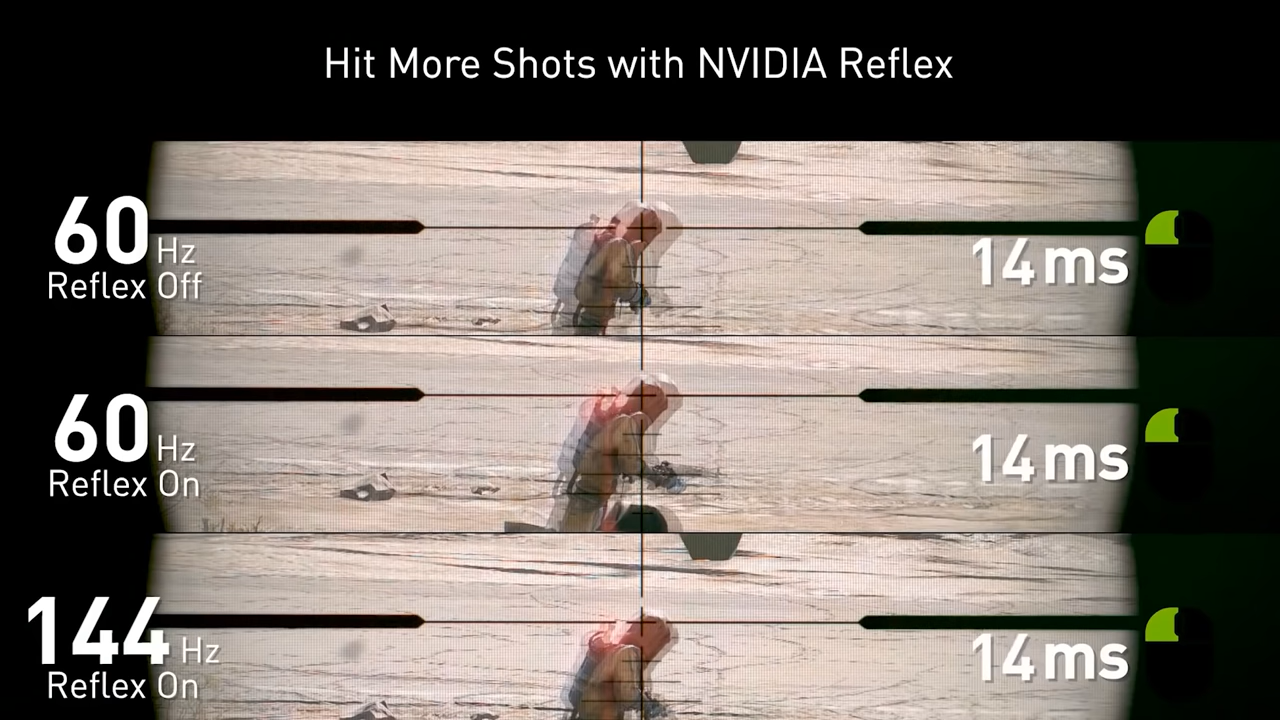 Hit More Shots with NVIDIA Reflex
60 Hz
Reflex Off
14 ms
60 Hz
Reflex On
14 ms
144 Hz
Reflex On
14 ms